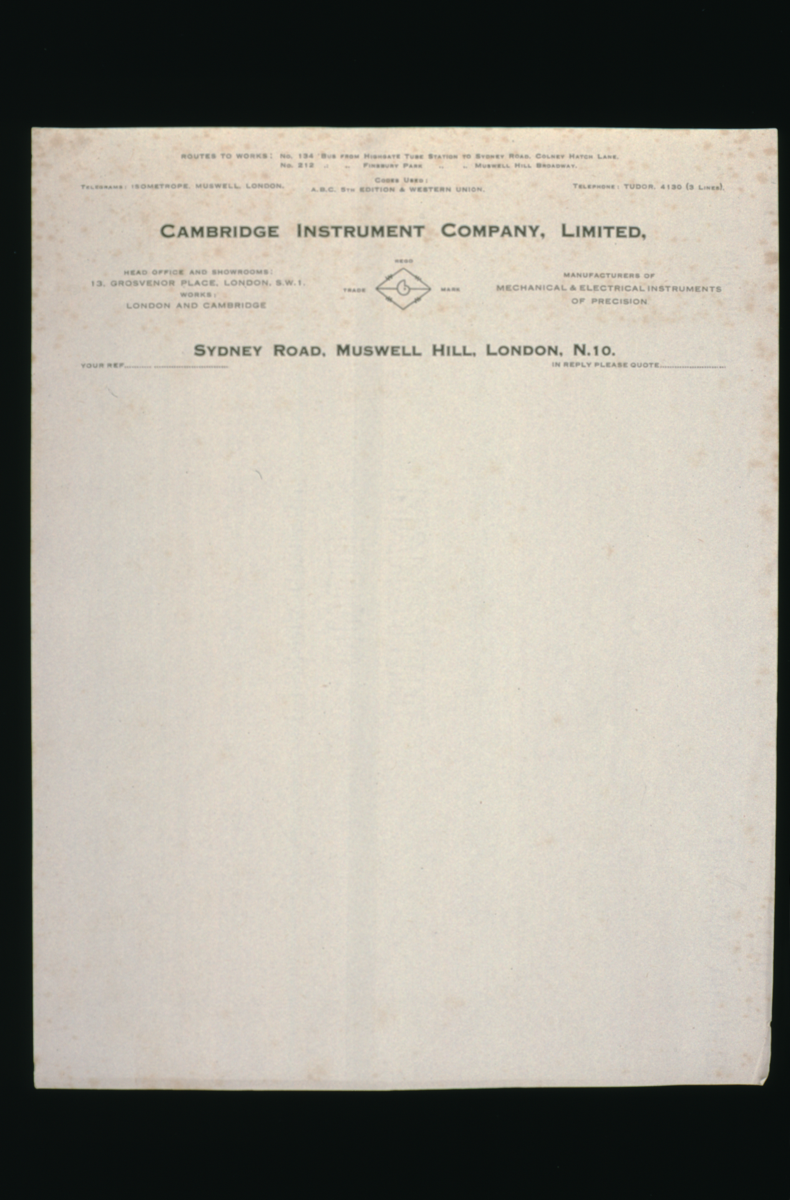 ROUTES TO WORKS: No. 134 Bus from Highgate Tube Station to Sydney Road, Colney Hatch Lane.
No. 212 „ „ Finsbury Park „ „ Muswell Hill Broadway.
Codes Used:
Telegrams: ISOMETROPE, MUSWELL, LONDON. A.B.C. 5th EDITION & WESTERN UNION. Telephone: TUDOR, 4130 (3 Lines).
Cambridge Instrument Company, Limited,
HEAD OFFICE AND SHOWROOMS:
13, GROSVENOR PLACE, LONDON, S.W.1.
WORKS:
LONDON AND CAMBRIDGE
TRADE MARK
MANUFACTURERS OF
MECHANICAL & ELECTRICAL INSTRUMENTS
OF PRECISION
Sydney Road, Muswell Hill, London, N.10.
YOUR REF. IN REPLY PLEASE QUOTE